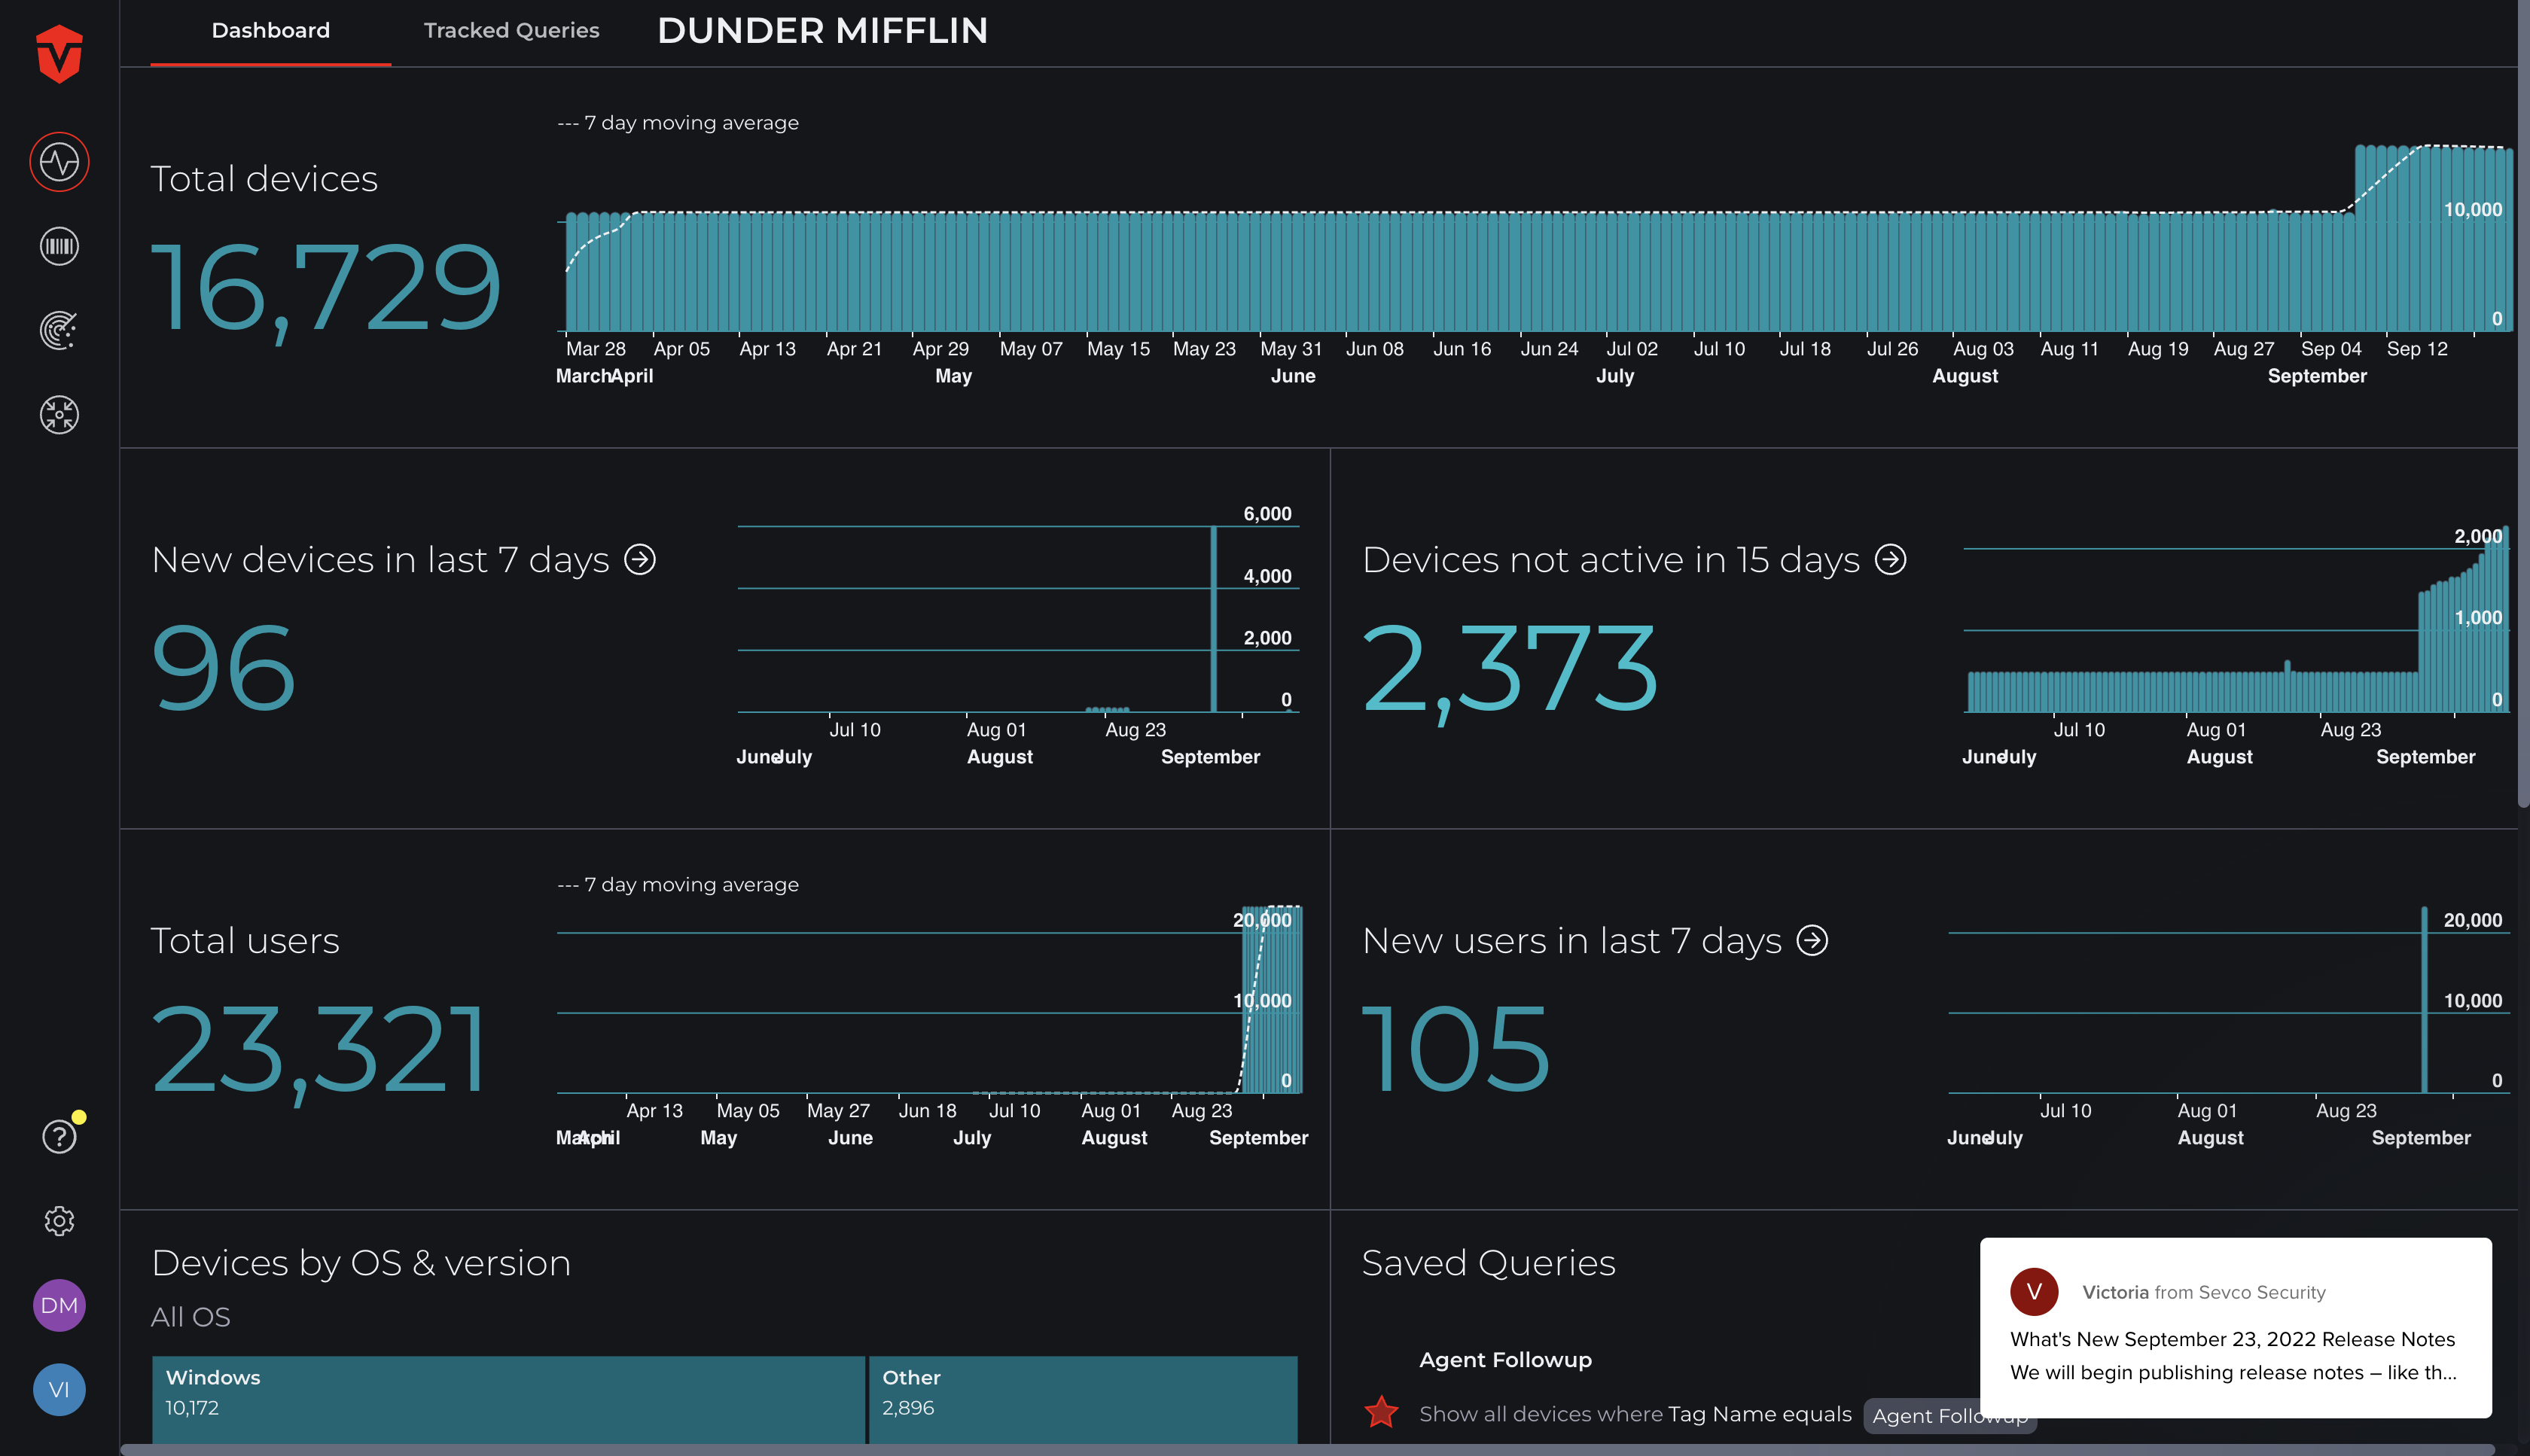 Dashboard
Tracked Queries
DUNDER MIFFLIN
--- 7 day moving average
Total devices
16,729
10,000
0
Mar 28 Apr 05 Apr 13 Apr 21 Apr 29 May 07 May 15 May 23 May 31 Jun 08 Jun 16 Jun 24 Jul 02 Jul 10 Jul 18 Jul 26 Aug 03 Aug 11 Aug 19 Aug 27 Sep 04 Sep 12
March April May June July August September
New devices in last 7 days
96
6,000
4,000
2,000
0
Jul 10 Aug 01 Aug 23
June July August September
Devices not active in 15 days
2,373
2,000
1,000
0
Jul 10 Aug 01 Aug 23
June July August September
--- 7 day moving average
Total users
23,321
20,000
10,000
0
Apr 13 May 05 May 27 Jun 18 Jul 10 Aug 01 Aug 23
March April May June July August September
New users in last 7 days
105
20,000
10,000
0
Jul 10 Aug 01 Aug 23
June July August September
Devices by OS & version
All OS
Windows
10,172
Other
2,896
Saved Queries
Agent Followup
Show all devices where Tag Name equals Agent Followup
V
Victoria from Sevco Security
What's New September 23, 2022 Release Notes
We will begin publishing release notes – like th...
?
DM
VI